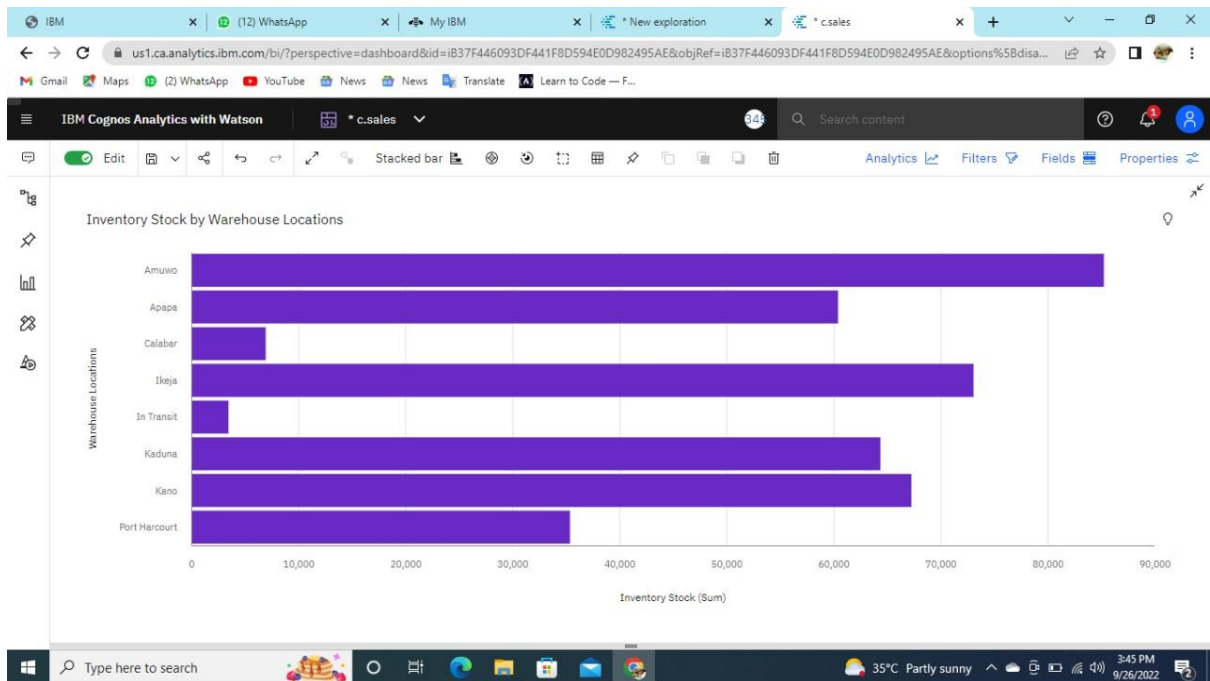 IBM
(12) WhatsApp
My IBM
* New exploration
* c.sales
us1.ca.analytics.ibm.com/bi/?perspective=dashboard&id=iB37F446093DF441F8D594E0D982495AE&objRef=iB37F446093DF441F8D594E0D982495AE&options%5Bdisa...
Gmail
Maps
(2) WhatsApp
YouTube
News
News
Translate
Learn to Code — F...
IBM Cognos Analytics with Watson
* c.sales
Search content
1
Edit
Stacked bar
Analytics
Filters
Fields
Properties
Inventory Stock by Warehouse Locations
Warehouse Locations
Amuwo
Apapa
Calabar
Ikeja
In Transit
Kaduna
Kano
Port Harcourt
0 10,000 20,000 30,000 40,000 50,000 60,000 70,000 80,000 90,000
Inventory Stock (Sum)
Type here to search
35°C Partly sunny
3:45 PM
9/26/2022
2